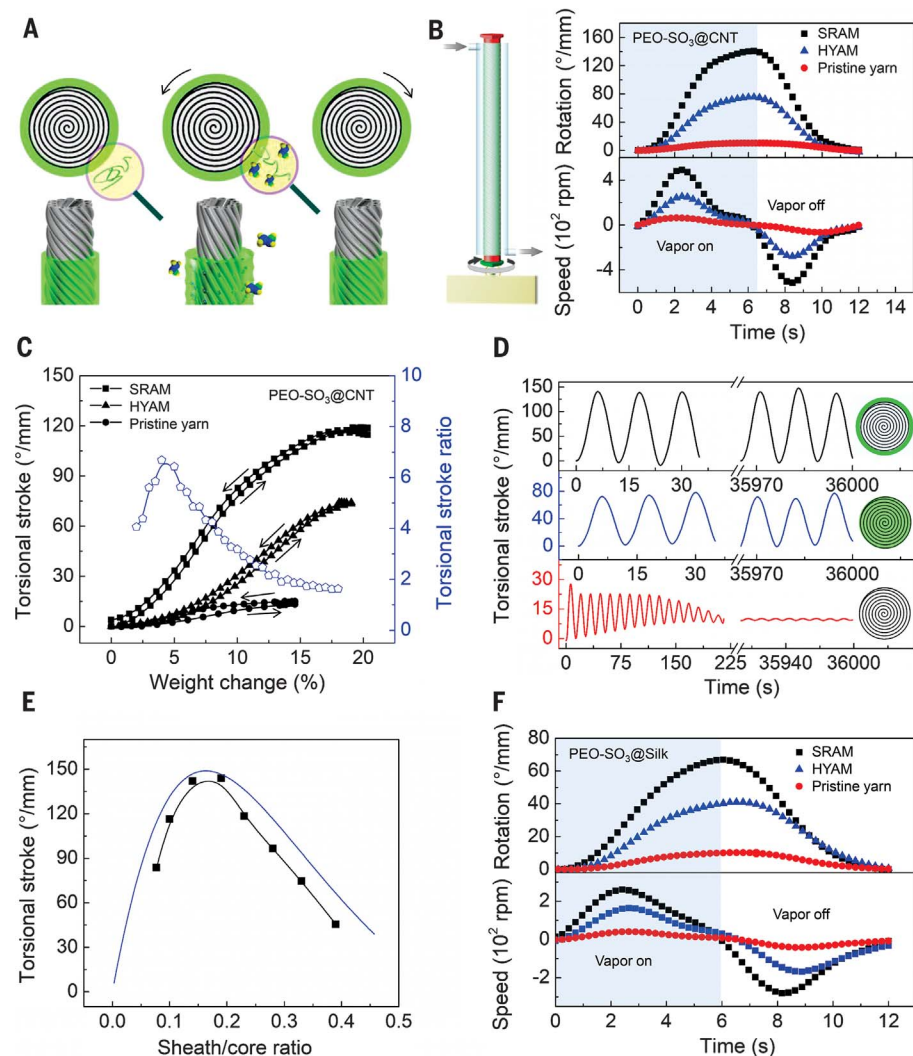 A
B
PEO-SO3@CNT
SRAM
HYAM
Pristine yarn
Rotation (°/mm)
160
120
80
40
0
Speed (10² rpm)
4
0
-4
Vapor on
Vapor off
0 2 4 6 8 10 12 14
Time (s)
C
SRAM
HYAM
Pristine yarn
PEO-SO3@CNT
Torsional stroke (°/mm)
150
120
90
60
30
0
Torsional stroke ratio
10
8
6
4
2
0
0 5 10 15 20
Weight change (%)
D
Torsional stroke (°/mm)
150
100
50
0
0 15 30 35970 36000
80
40
0
0 15 30 35970 36000
30
15
0
0 75 150 225 35940 36000
Time (s)
E
Torsional stroke (°/mm)
180
150
120
90
60
30
0
0.0 0.1 0.2 0.3 0.4 0.5
Sheath/core ratio
F
PEO-SO3@Silk
SRAM
HYAM
Pristine yarn
Rotation (°/mm)
80
60
40
20
0
Speed (10² rpm)
2
0
-2
Vapor on
Vapor off
0 2 4 6 8 10 12
Time (s)